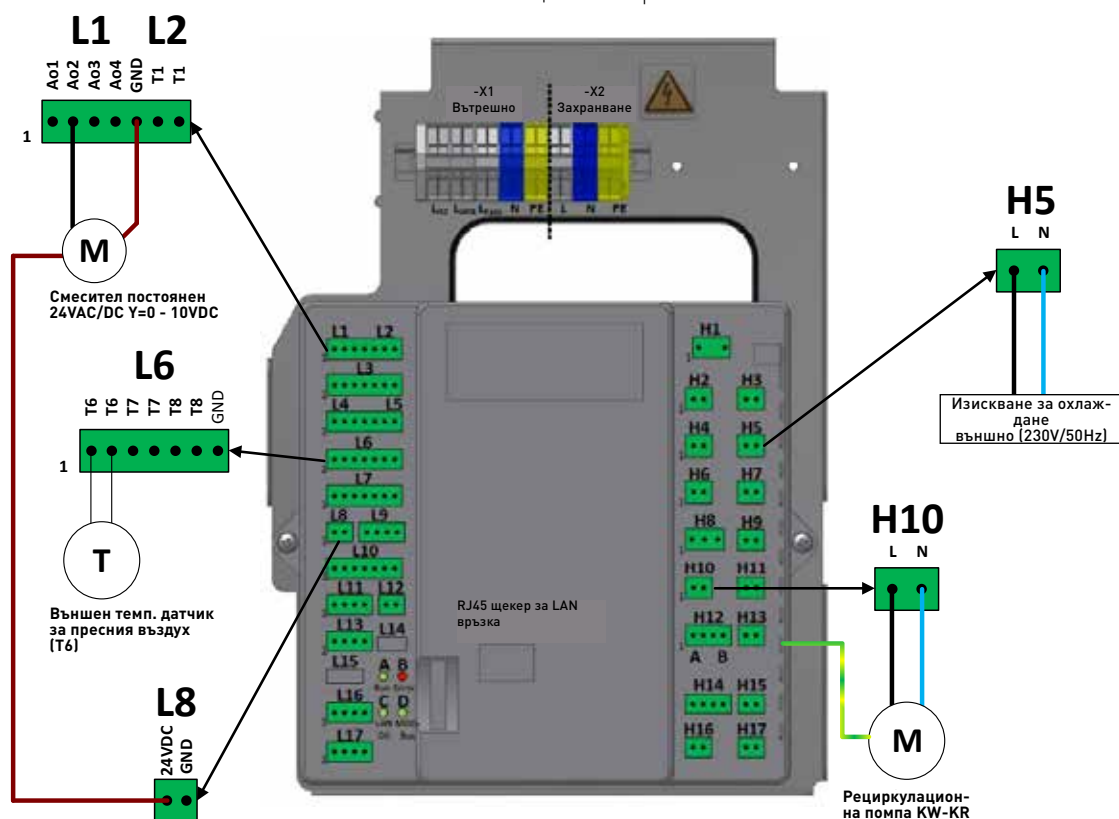 L1 L2
Ao1
Ao2
Ao3
Ao4
GND
T1
T1
1
M
Смесител постоянен
24VAC/DC Y=0 - 10VDC
L6
T6
T6
T7
T7
T8
T8
GND
1
T
Външен темп. датчик
за пресния въздух
(T6)
L8
24VDC
GND
-X1
Вътрешно
-X2
Захранване
N PE L N PE
L1 L2
L3
L4 L5
L6
L7
L8 L9
L10
L11 L12
L13 L14
L15 A B
L16 C D
L17
RJ45 щекер за LAN
връзка
H1
H2 H3
H4 H5
H6 H7
H8 H9
H10 H11
H12 H13
A B
H14 H15
H16 H17
H5
L N
Изискване за охлаж-
дане
външно (230V/50Hz)
H10
L N
M
Рециркулацион-
на помпа KW-KR